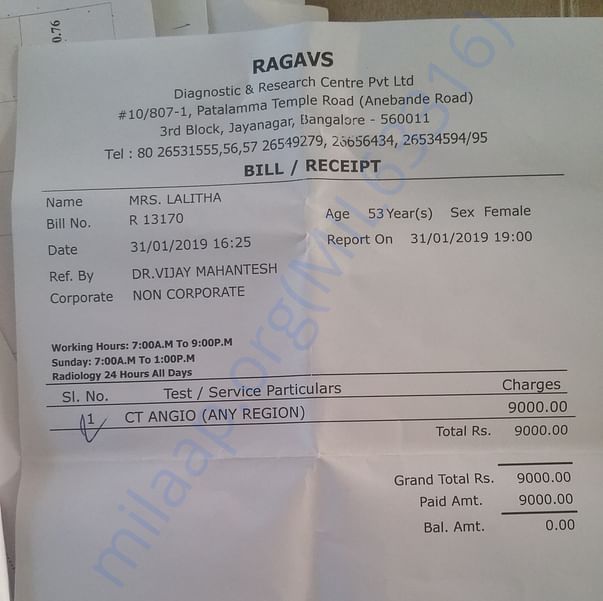 0.76
RAGAVS
Diagnostic & Research Centre Pvt Ltd
#10/807-1, Patalamma Temple Road (Anebande Road)
3rd Block, Jayanagar, Bangalore - 560011
Tel : 80 26531555,56,57 26549279, 26656434, 26534594/95
BILL / RECEIPT
Name MRS. LALITHA
Bill No. R 13170 Age 53 Year(s) Sex Female
Date 31/01/2019 16:25 Report On 31/01/2019 19:00
Ref. By DR.VIJAY MAHANTESH
Corporate NON CORPORATE
Working Hours: 7:00A.M To 9:00P.M
Sunday: 7:00A.M To 1:00P.M
Radiology 24 Hours All Days
Sl. No. Test / Service Particulars Charges
1 CT ANGIO (ANY REGION) 9000.00
Total Rs. 9000.00
Grand Total Rs. 9000.00
Paid Amt. 9000.00
Bal. Amt. 0.00
milaap.org(MIL63316)